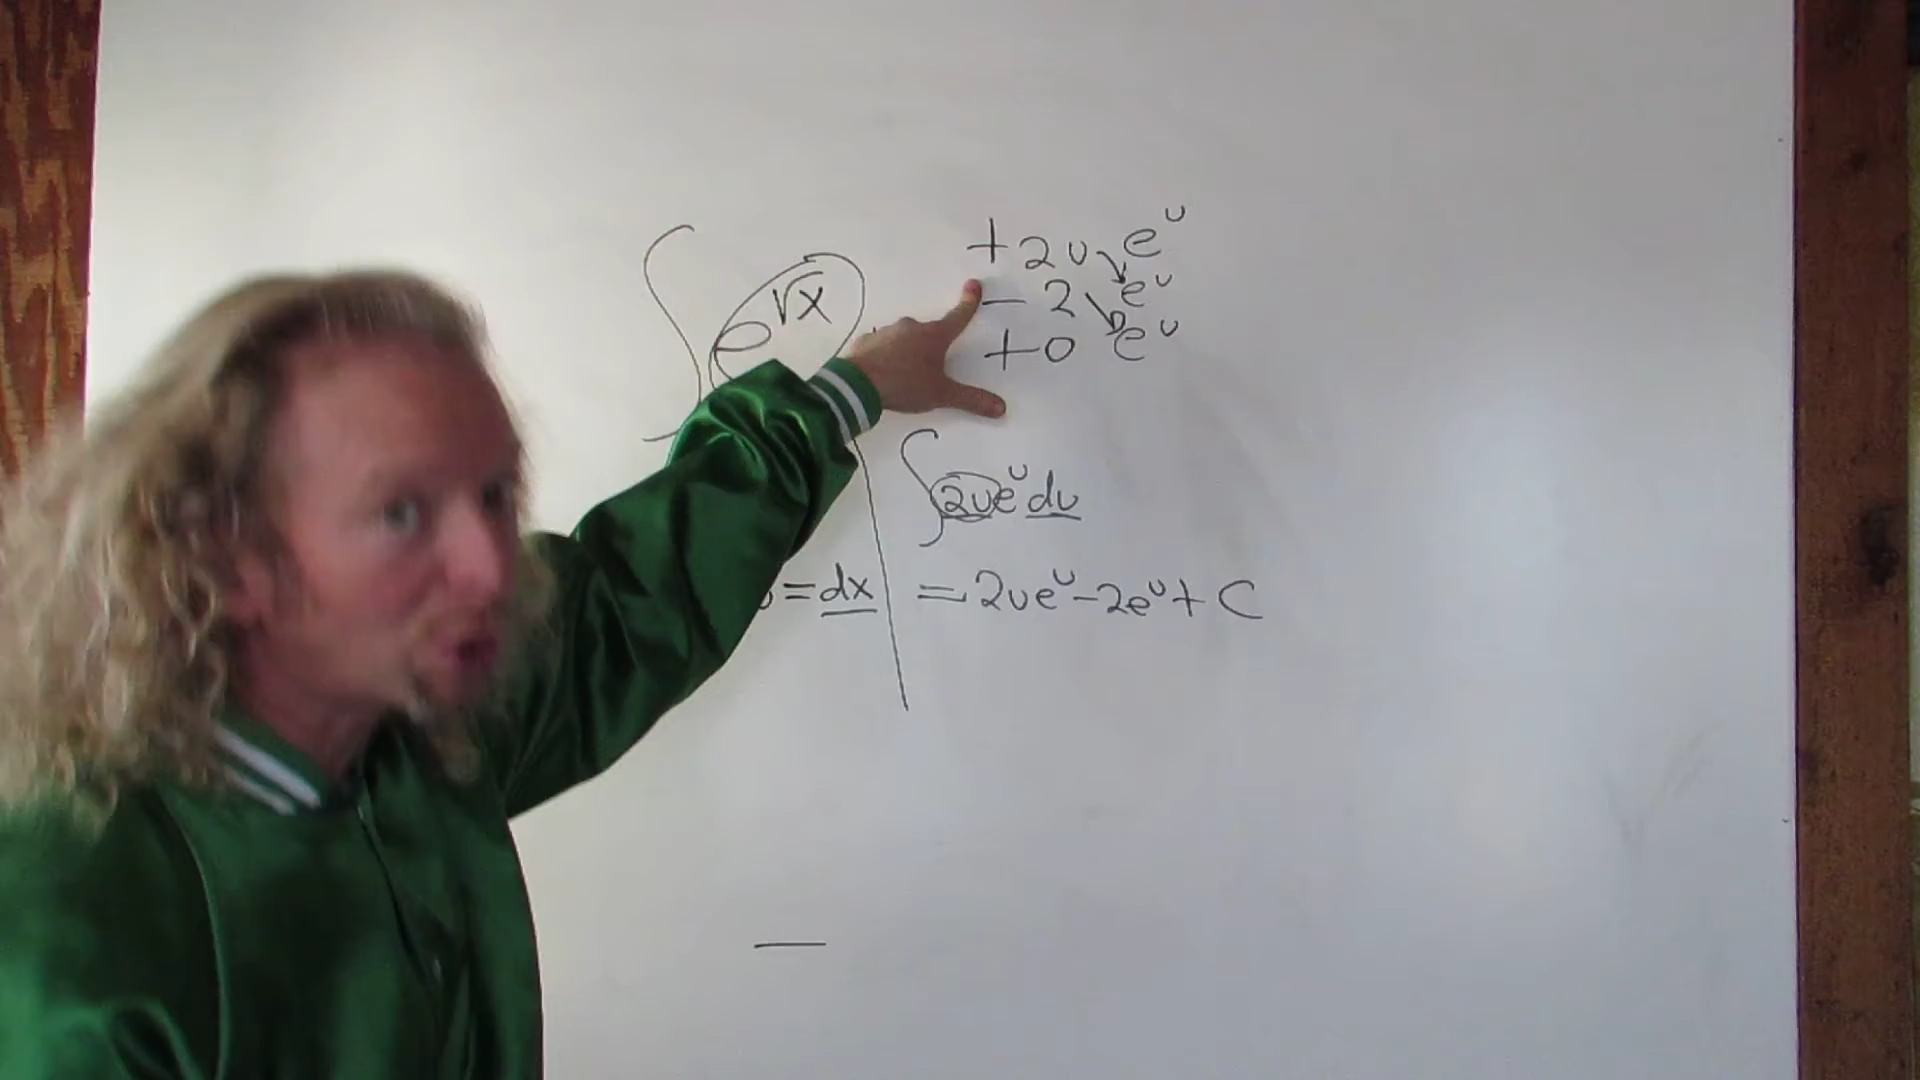 ∫ e^√x
+ 2u e^u
− 2 e^u
+ 0 e^u
∫ 2ue^u du
= dx
= 2ue^u − 2e^u + C